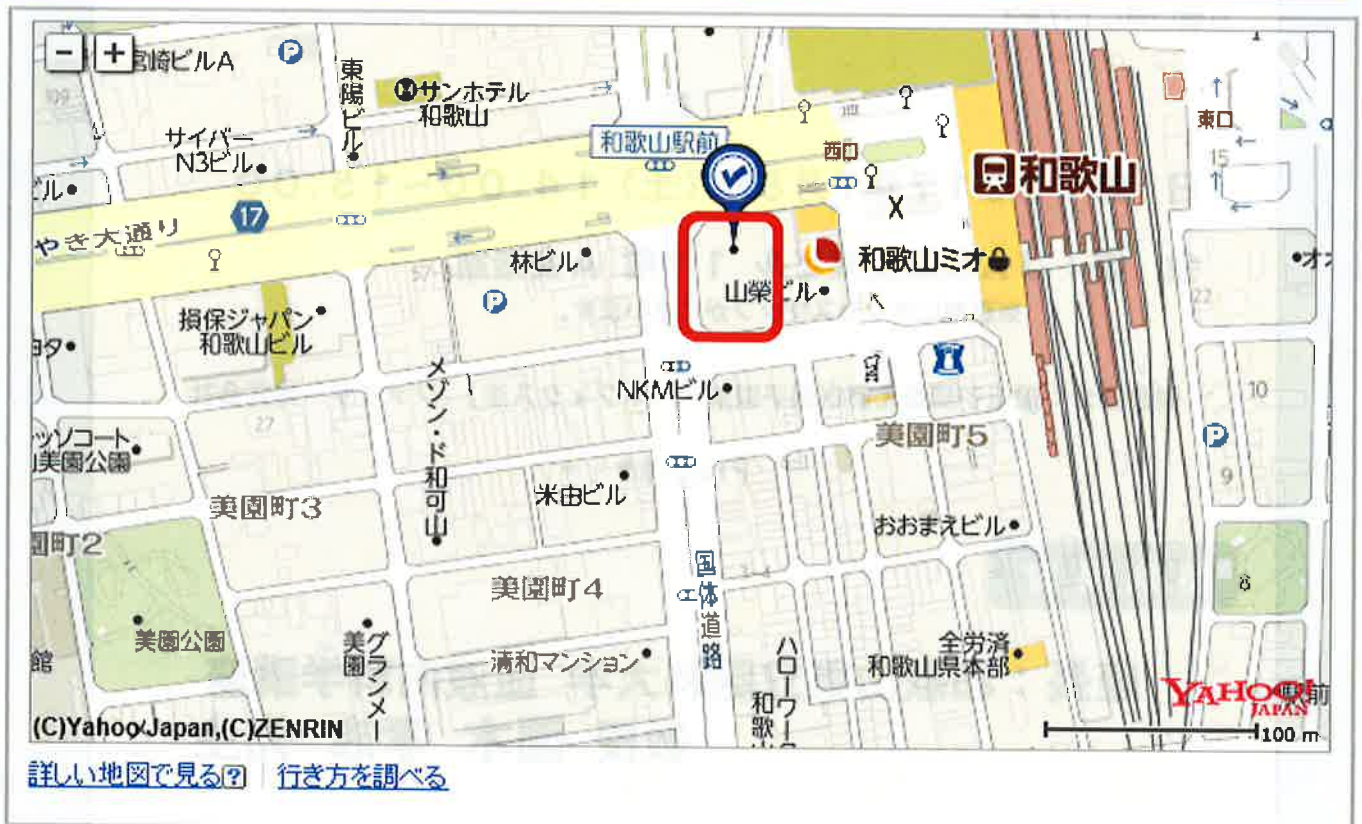 − +
宮崎ビルA
P
東陽ビル
サンホテル
和歌山
109
サイバー
N3ビル
和歌山駅前
西口
東口
15
和歌山
ビル
17
やき大通り
林ビル
57-
山榮ビル
和歌山ミオ
P
損保ジャパン
和歌山ビル
22
ヨタ
メゾン・ド和可山
NKMビル
10
27
美園町5
P
ッソコート
美園公園
9
美園町3
米由ビル
おおまえビル
園町2
国体道路
3-4
美園町4
美園公園
館
グランメー
美園
清和マンション
ハローワー
和歌
全労済
和歌山県本部
YAHOO!
JAPAN
駅前
(C)Yahoo Japan,(C)ZENRIN
100 m
詳しい地図で見る?
行き方を調べる